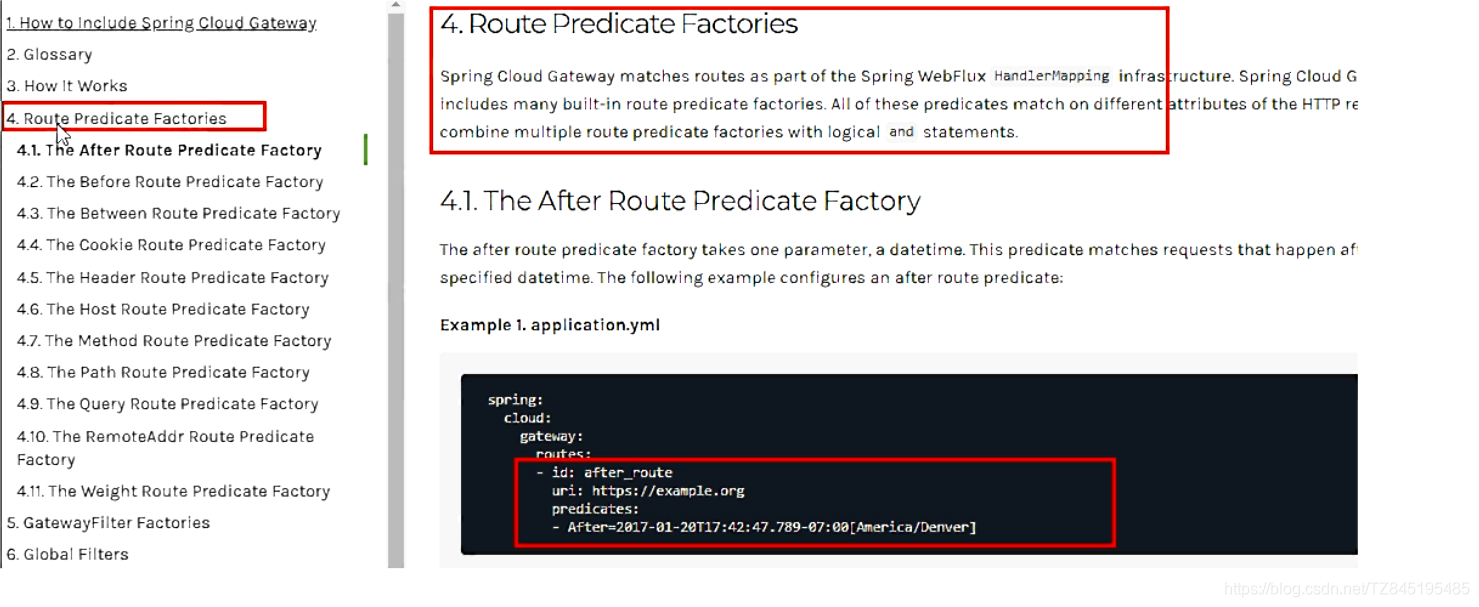 1. How to Include Spring Cloud Gateway
2. Glossary
3. How It Works
4. Route Predicate Factories
4.1. The After Route Predicate Factory
4.2. The Before Route Predicate Factory
4.3. The Between Route Predicate Factory
4.4. The Cookie Route Predicate Factory
4.5. The Header Route Predicate Factory
4.6. The Host Route Predicate Factory
4.7. The Method Route Predicate Factory
4.8. The Path Route Predicate Factory
4.9. The Query Route Predicate Factory
4.10. The RemoteAddr Route Predicate
Factory
4.11. The Weight Route Predicate Factory
5. GatewayFilter Factories
6. Global Filters
4. Route Predicate Factories
Spring Cloud Gateway matches routes as part of the Spring WebFlux HandlerMapping infrastructure. Spring Cloud G
includes many built-in route predicate factories. All of these predicates match on different attributes of the HTTP re
combine multiple route predicate factories with logical and statements.
4.1. The After Route Predicate Factory
The after route predicate factory takes one parameter, a datetime. This predicate matches requests that happen af
specified datetime. The following example configures an after route predicate:
Example 1. application.yml
spring:
cloud:
gateway:
routes:
- id: after_route
uri: https://example.org
predicates:
- After=2017-01-20T17:42:47.789-07:00[America/Denver]
https://blog.csdn.net/TZ845195485